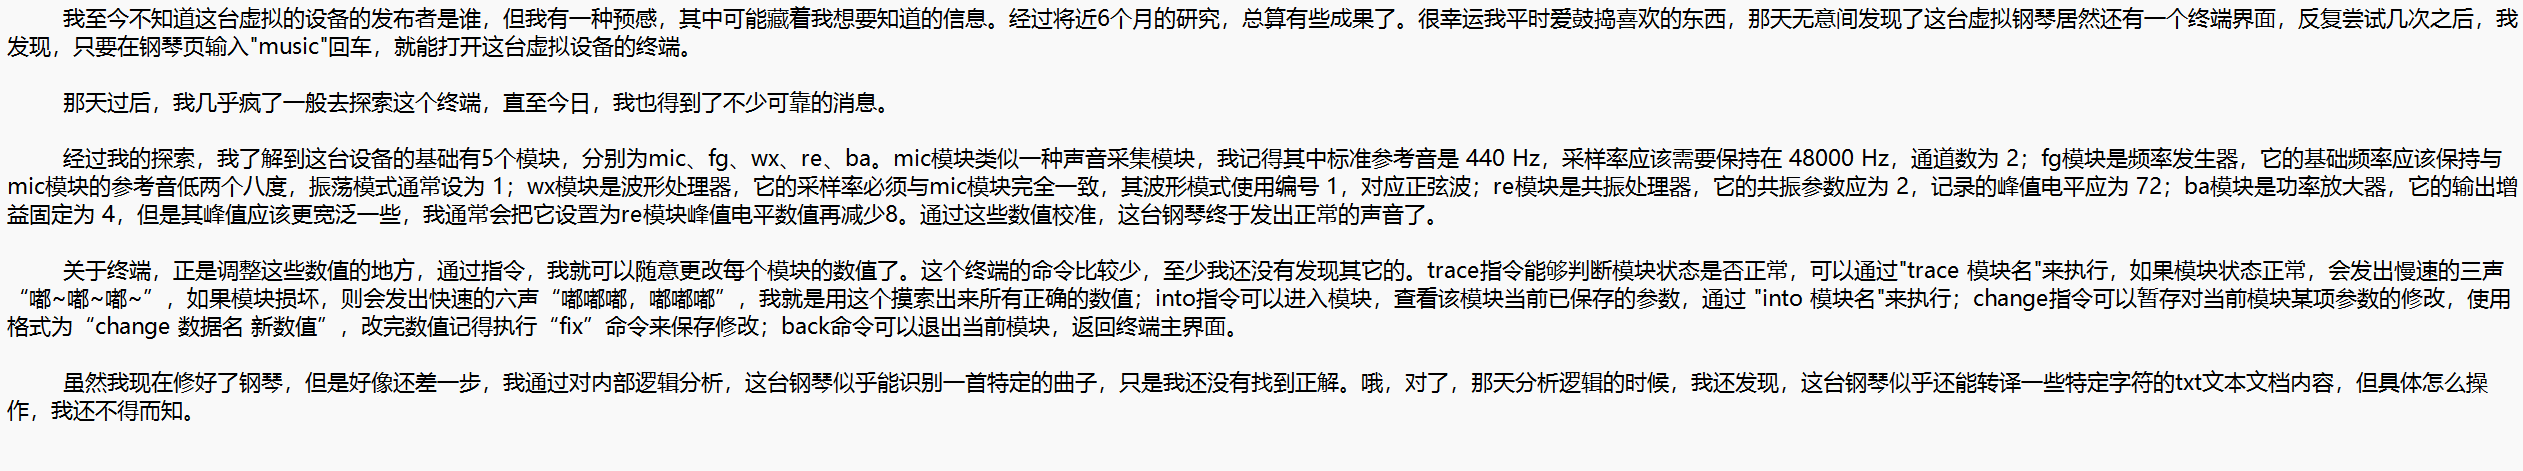 我至今不知道这台虚拟的设备的发布者是谁，但我有一种预感，其中可能藏着我想要知道的信息。经过将近6个月的研究，总算有些成果了。很幸运我平时爱鼓捣喜欢的东西，那天无意间发现了这台虚拟钢琴居然还有一个终端界面，反复尝试几次之后，我
发现，只要在钢琴页输入"music"回车，就能打开这台虚拟设备的终端。
那天过后，我几乎疯了一般去探索这个终端，直至今日，我也得到了不少可靠的消息。
经过我的探索，我了解到这台设备的基础有5个模块，分别为mic、fg、wx、re、ba。mic模块类似一种声音采集模块，我记得其中标准参考音是 440 Hz，采样率应该需要保持在 48000 Hz，通道数为 2；fg模块是频率发生器，它的基础频率应该保持与
mic模块的参考音低两个八度，振荡模式通常设为 1；wx模块是波形处理器，它的采样率必须与mic模块完全一致，其波形模式使用编号 1，对应正弦波；re模块是共振处理器，它的共振参数应为 2，记录的峰值电平应为 72；ba模块是功率放大器，它的输出增
益固定为 4，但是其峰值应该更宽泛一些，我通常会把它设置为re模块峰值电平数值再减少8。通过这些数值校准，这台钢琴终于发出正常的声音了。
关于终端，正是调整这些数值的地方，通过指令，我就可以随意更改每个模块的数值了。这个终端的命令比较少，至少我还没有发现其它的。trace指令能够判断模块状态是否正常，可以通过"trace 模块名"来执行，如果模块状态正常，会发出慢速的三声
“嘟~嘟~嘟~”，如果模块损坏，则会发出快速的六声“嘟嘟嘟，嘟嘟嘟”，我就是用这个摸索出来所有正确的数值；into指令可以进入模块，查看该模块当前已保存的参数，通过 "into 模块名"来执行；change指令可以暂存对当前模块某项参数的修改，使用
格式为“change 数据名 新数值”，改完数值记得执行“fix”命令来保存修改；back命令可以退出当前模块，返回终端主界面。
虽然我现在修好了钢琴，但是好像还差一步，我通过对内部逻辑分析，这台钢琴似乎能识别一首特定的曲子，只是我还没有找到正解。哦，对了，那天分析逻辑的时候，我还发现，这台钢琴似乎还能转译一些特定字符的txt文本文档内容，但具体怎么操
作，我还不得而知。